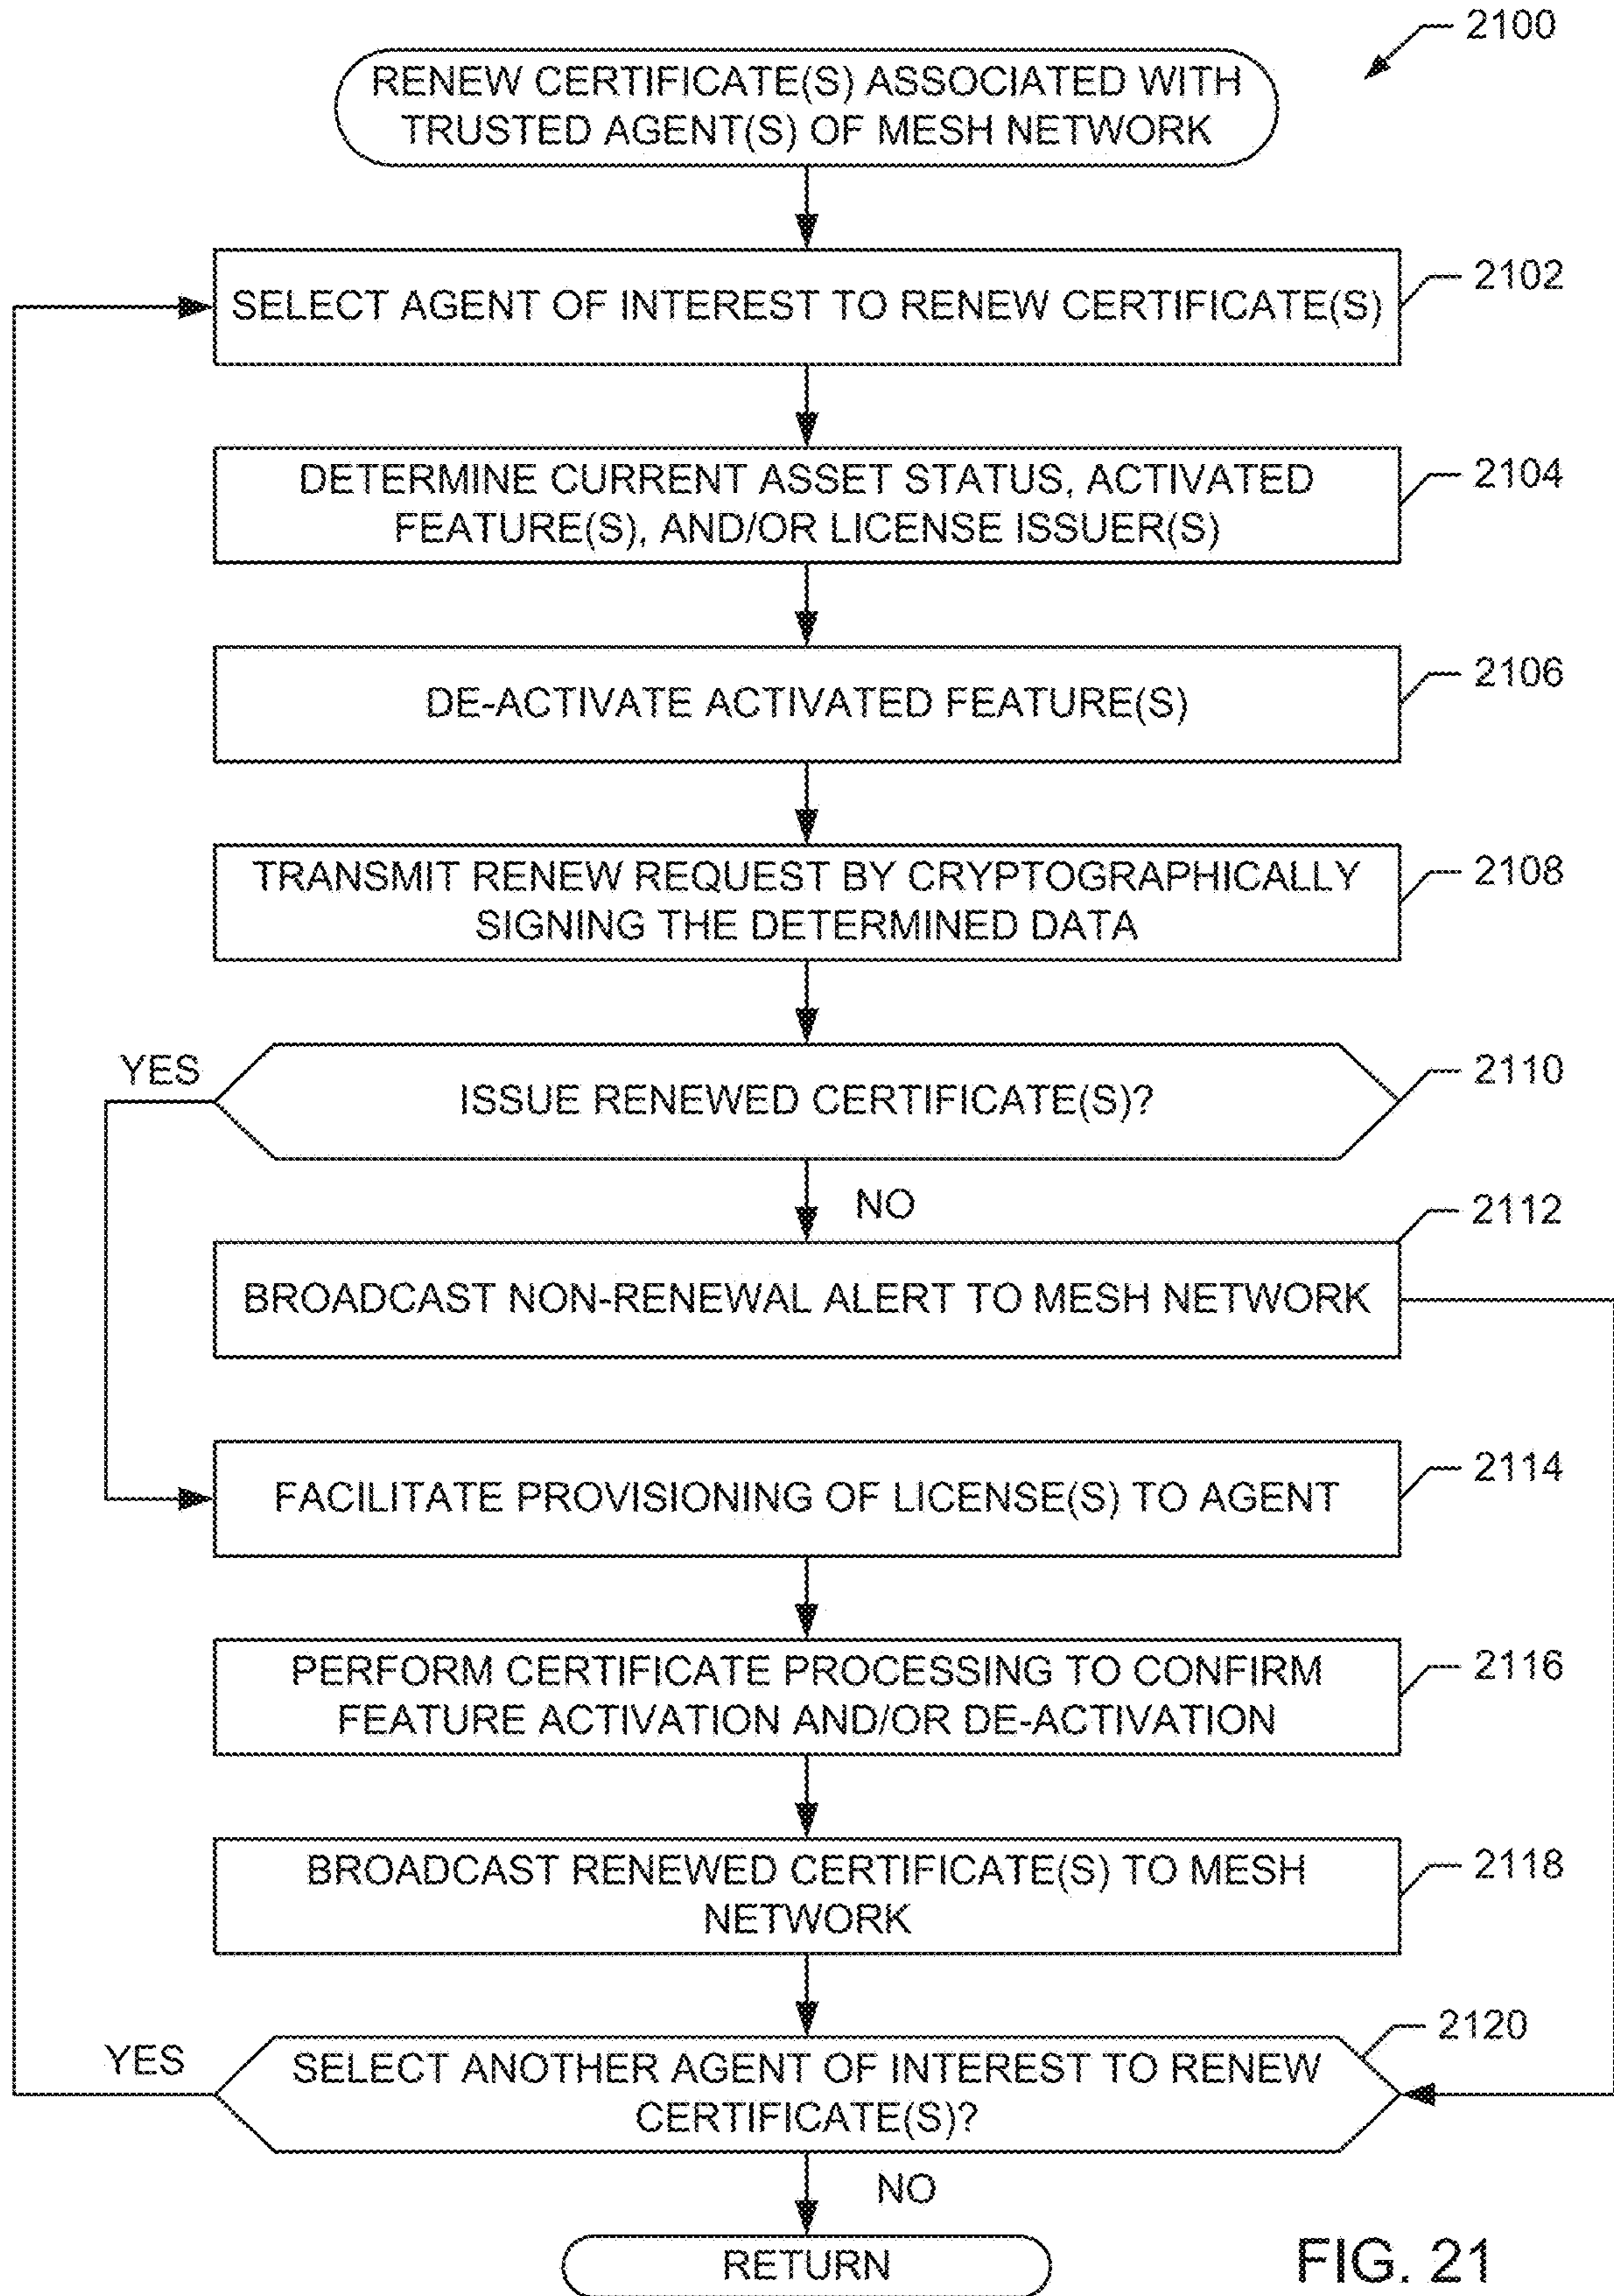 2100
RENEW CERTIFICATE(S) ASSOCIATED WITH
TRUSTED AGENT(S) OF MESH NETWORK
2102
SELECT AGENT OF INTEREST TO RENEW CERTIFICATE(S)
2104
DETERMINE CURRENT ASSET STATUS, ACTIVATED
FEATURE(S), AND/OR LICENSE ISSUER(S)
2106
DE-ACTIVATE ACTIVATED FEATURE(S)
2108
TRANSMIT RENEW REQUEST BY CRYPTOGRAPHICALLY
SIGNING THE DETERMINED DATA
YES
2110
ISSUE RENEWED CERTIFICATE(S)?
NO
2112
BROADCAST NON-RENEWAL ALERT TO MESH NETWORK
2114
FACILITATE PROVISIONING OF LICENSE(S) TO AGENT
2116
PERFORM CERTIFICATE PROCESSING TO CONFIRM
FEATURE ACTIVATION AND/OR DE-ACTIVATION
2118
BROADCAST RENEWED CERTIFICATE(S) TO MESH
NETWORK
2120
YES
SELECT ANOTHER AGENT OF INTEREST TO RENEW
CERTIFICATE(S)?
NO
RETURN
FIG. 21